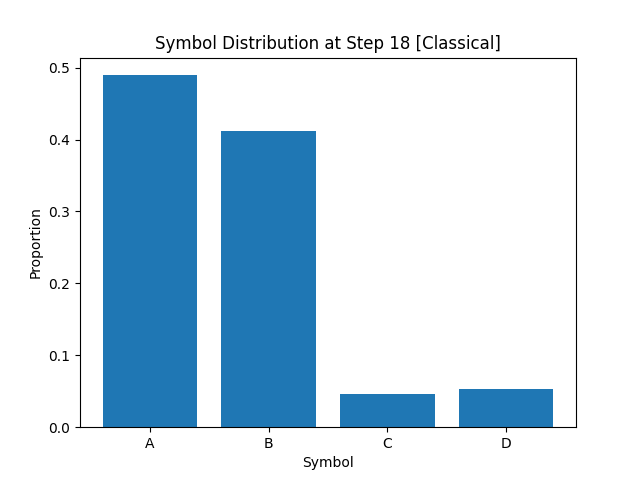 Symbol Distribution at Step 18 [Classical]
0.5
0.4
0.3
0.2
0.1
0.0
Proportion
A B C D
Symbol